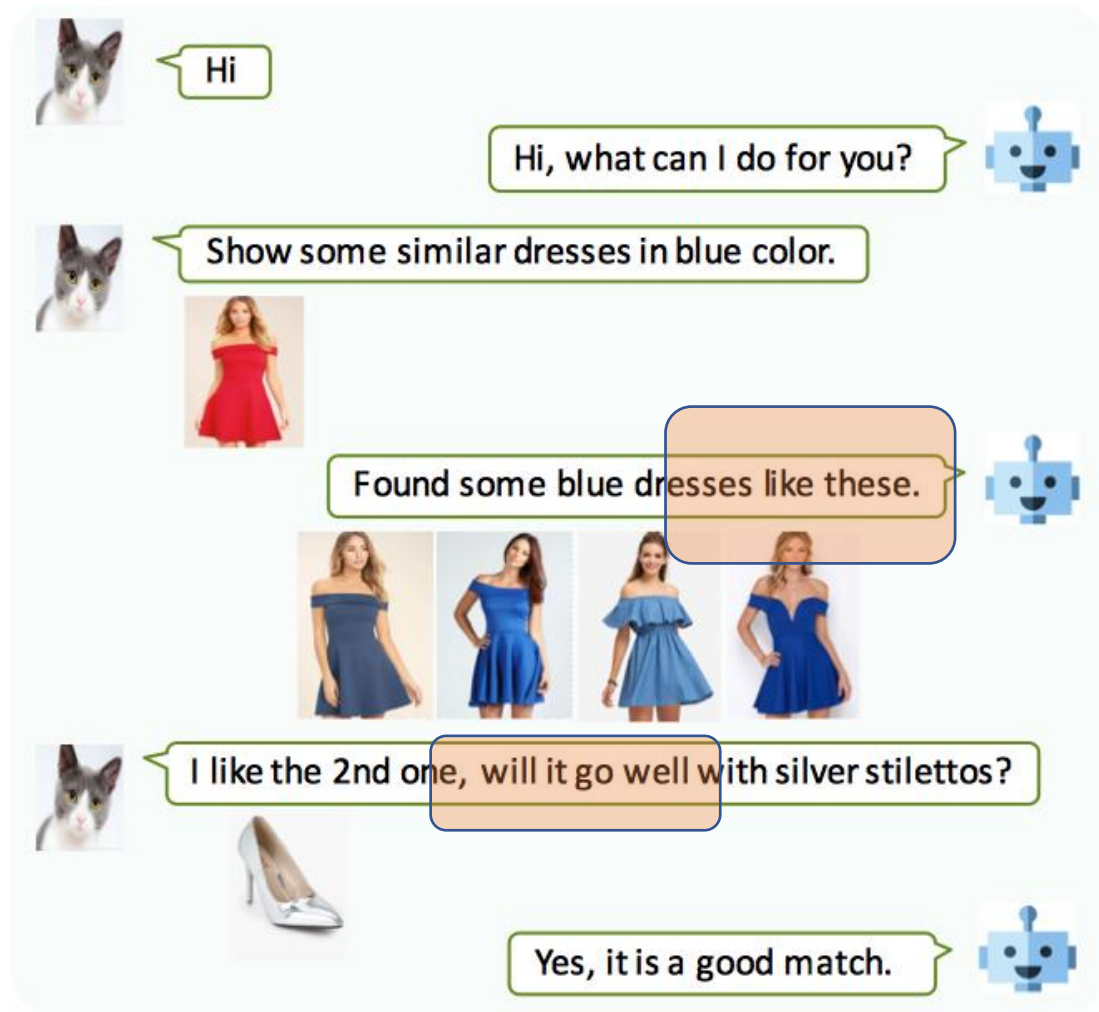 Hi
Hi, what can I do for you?
Show some similar dresses in blue color.
Found some blue dresses like these.
I like the 2nd one, will it go well with silver stilettos?
Yes, it is a good match.